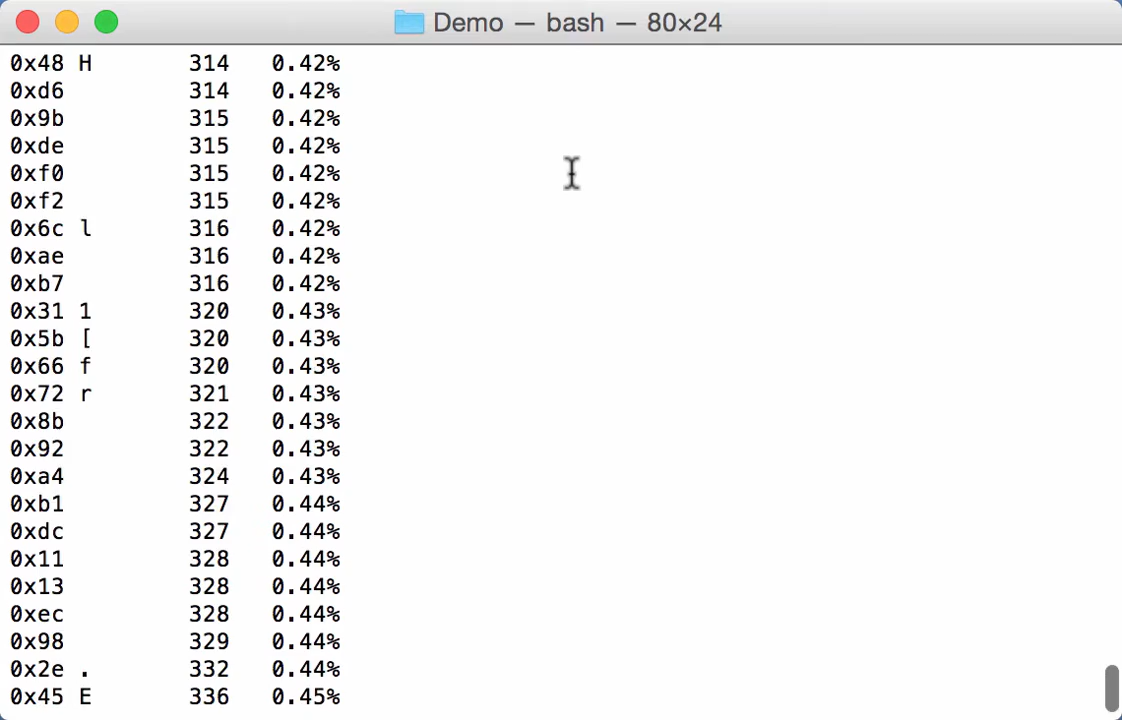 Demo — bash — 80×24
0x48 H 314 0.42%
0xd6 314 0.42%
0x9b 315 0.42%
0xde 315 0.42%
0xf0 315 0.42%
0xf2 315 0.42%
0x6c l 316 0.42%
0xae 316 0.42%
0xb7 316 0.42%
0x31 1 320 0.43%
0x5b [ 320 0.43%
0x66 f 320 0.43%
0x72 r 321 0.43%
0x8b 322 0.43%
0x92 322 0.43%
0xa4 324 0.43%
0xb1 327 0.44%
0xdc 327 0.44%
0x11 328 0.44%
0x13 328 0.44%
0xec 328 0.44%
0x98 329 0.44%
0x2e . 332 0.44%
0x45 E 336 0.45%